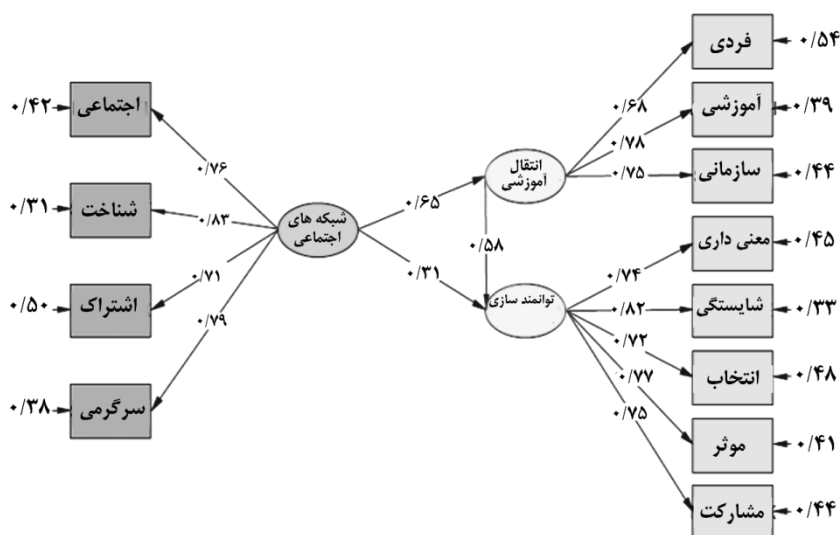 ۰/۴۲
اجتماعی
۰/۳۱
شناخت
۰/۵۰
اشتراک
۰/۳۸
سرگرمی
۰/۷۶
۰/۸۳
۰/۷۱
۰/۷۹
شبکه های
اجتماعی
۰/۶۵
۰/۳۱
انتقال
آموزشی
۰/۵۸
توانمند سازی
۰/۶۸
۰/۷۸
۰/۷۵
۰/۷۴
۰/۸۲
۰/۷۲
۰/۷۷
۰/۷۵
فردی
۰/۵۴
آموزشی
۰/۳۹
سازمانی
۰/۴۴
معنی داری
۰/۴۵
شایستگی
۰/۳۳
انتخاب
۰/۴۸
موثر
۰/۴۱
مشارکت
۰/۴۴